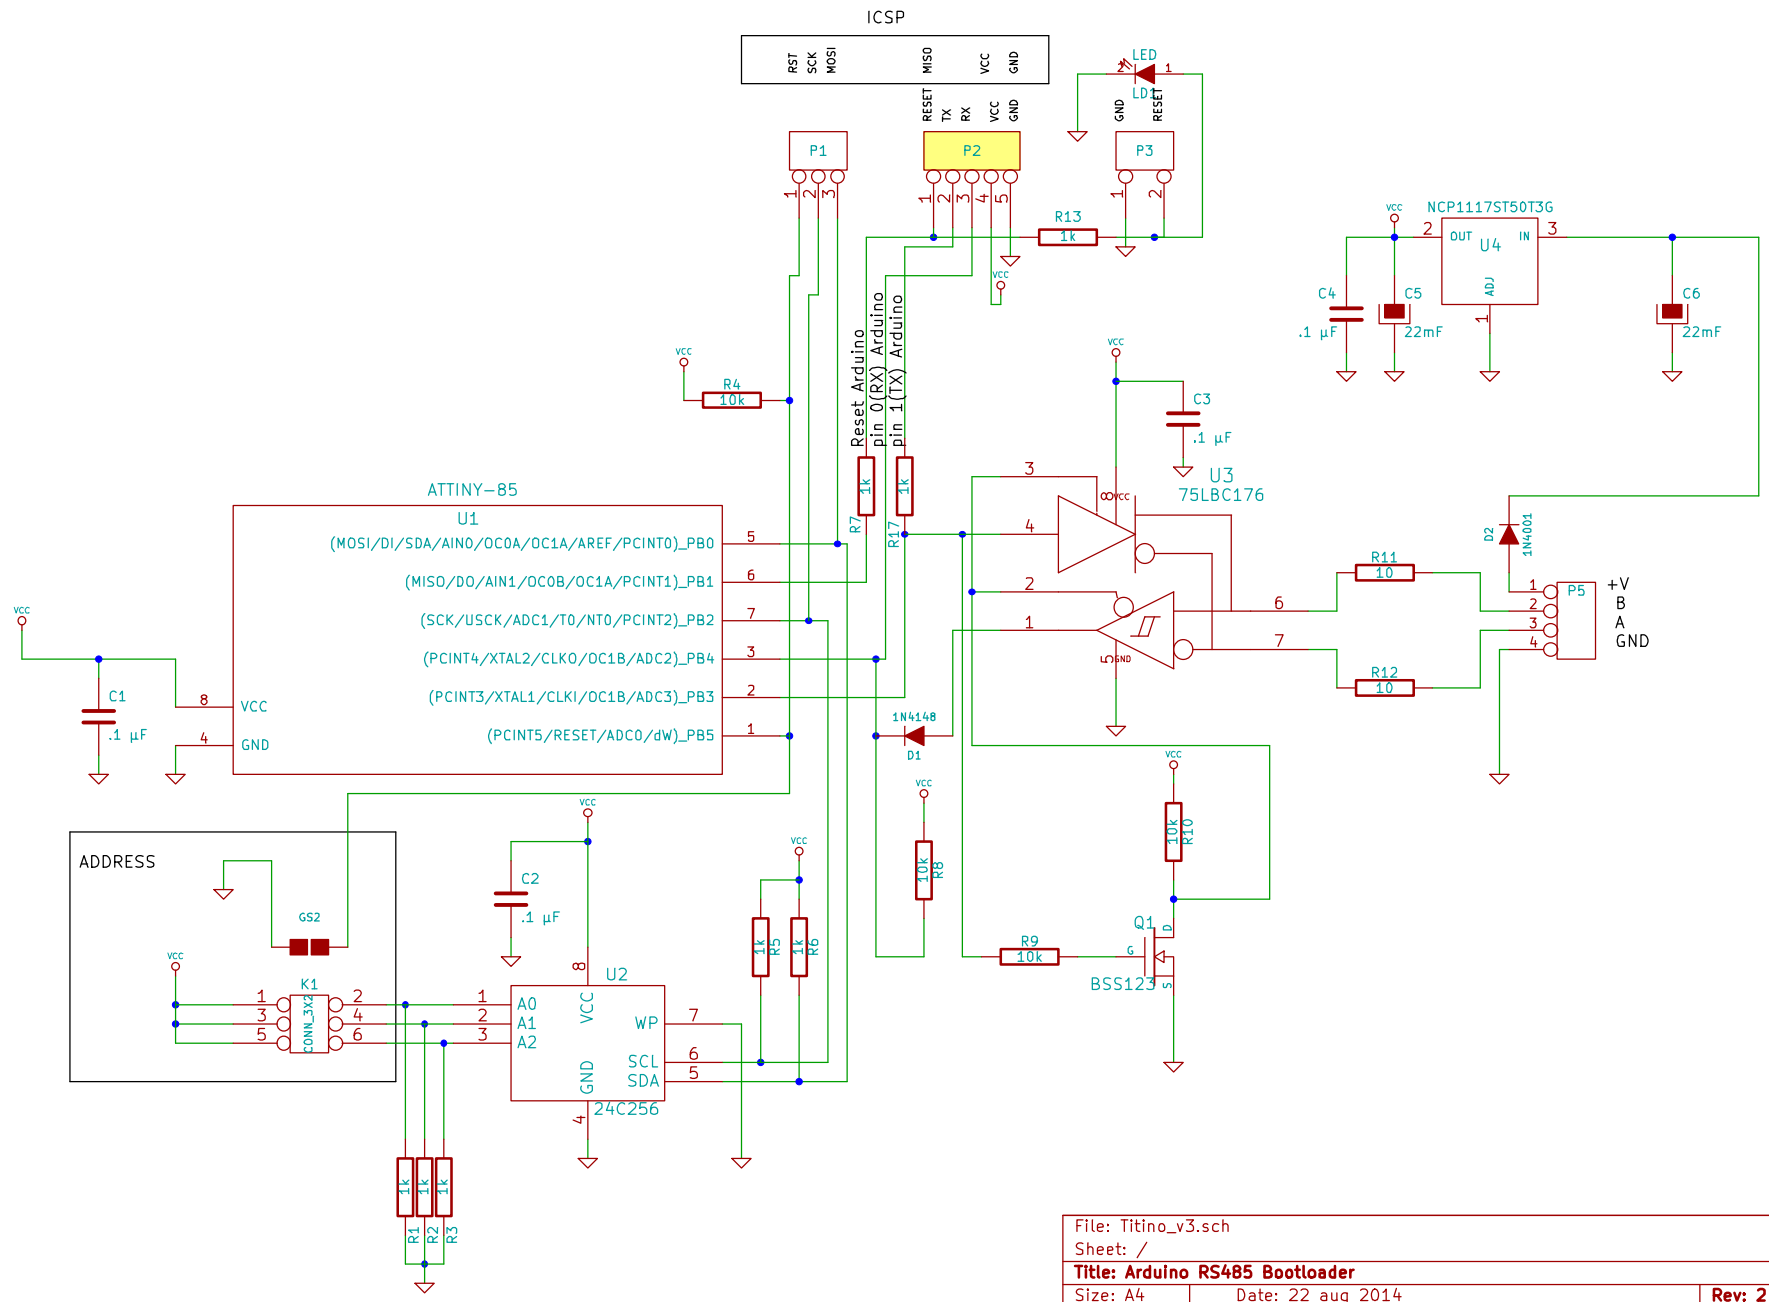 ICSP
RST SCK MOSI MISO VCC GND
RESET TX RX VCC GND
LED
2 1
LD1
GND RESET
P1
P2
P3
1 2 3
1 2 3 4 5
1 2
R13
1k
VCC
VCC
NCP1117ST50T3G
2 OUT IN 3
U4
ADJ
1
C4
.1 µF
C5
22mF
C6
22mF
Reset Arduino
pin 0(RX) Arduino
pin 1(TX) Arduino
VCC
R4
10k
VCC
C3
.1 µF
1k
R7
1k
R17
U3
75LBC176
3
8 VCC
4
2
1
5 GND
6
7
D2
1N4001
R11
10
R12
10
P5
1 +V
2 B
3 A
4 GND
ATTINY-85
U1
(MOSI/DI/SDA/AIN0/OC0A/OC1A/AREF/PCINT0)_PB0 5
(MISO/DO/AIN1/OC0B/OC1A/PCINT1)_PB1 6
(SCK/USCK/ADC1/T0/NT0/PCINT2)_PB2 7
(PCINT4/XTAL2/CLKO/OC1B/ADC2)_PB4 3
(PCINT3/XTAL1/CLKI/OC1B/ADC3)_PB3 2
(PCINT5/RESET/ADC0/dW)_PB5 1
8 VCC
4 GND
VCC
C1
.1 µF
1N4148
D1
VCC
10k
R8
VCC
10k
R10
Q1
D
G
S
BSS123
R9
10k
VCC
C2
.1 µF
VCC
1k
R5
1k
R6
ADDRESS
GS2
VCC
K1
CONN_3X2
1 2
3 4
5 6
U2
8
VCC
1 A0
2 A1
3 A2
WP 7
SCL 6
SDA 5
GND
4
24C256
1k
1k
1k
R1
R2
R3
File: Titino_v3.sch
Sheet: /
Title: Arduino RS485 Bootloader
Size: A4 Date: 22 aug 2014 Rev: 2